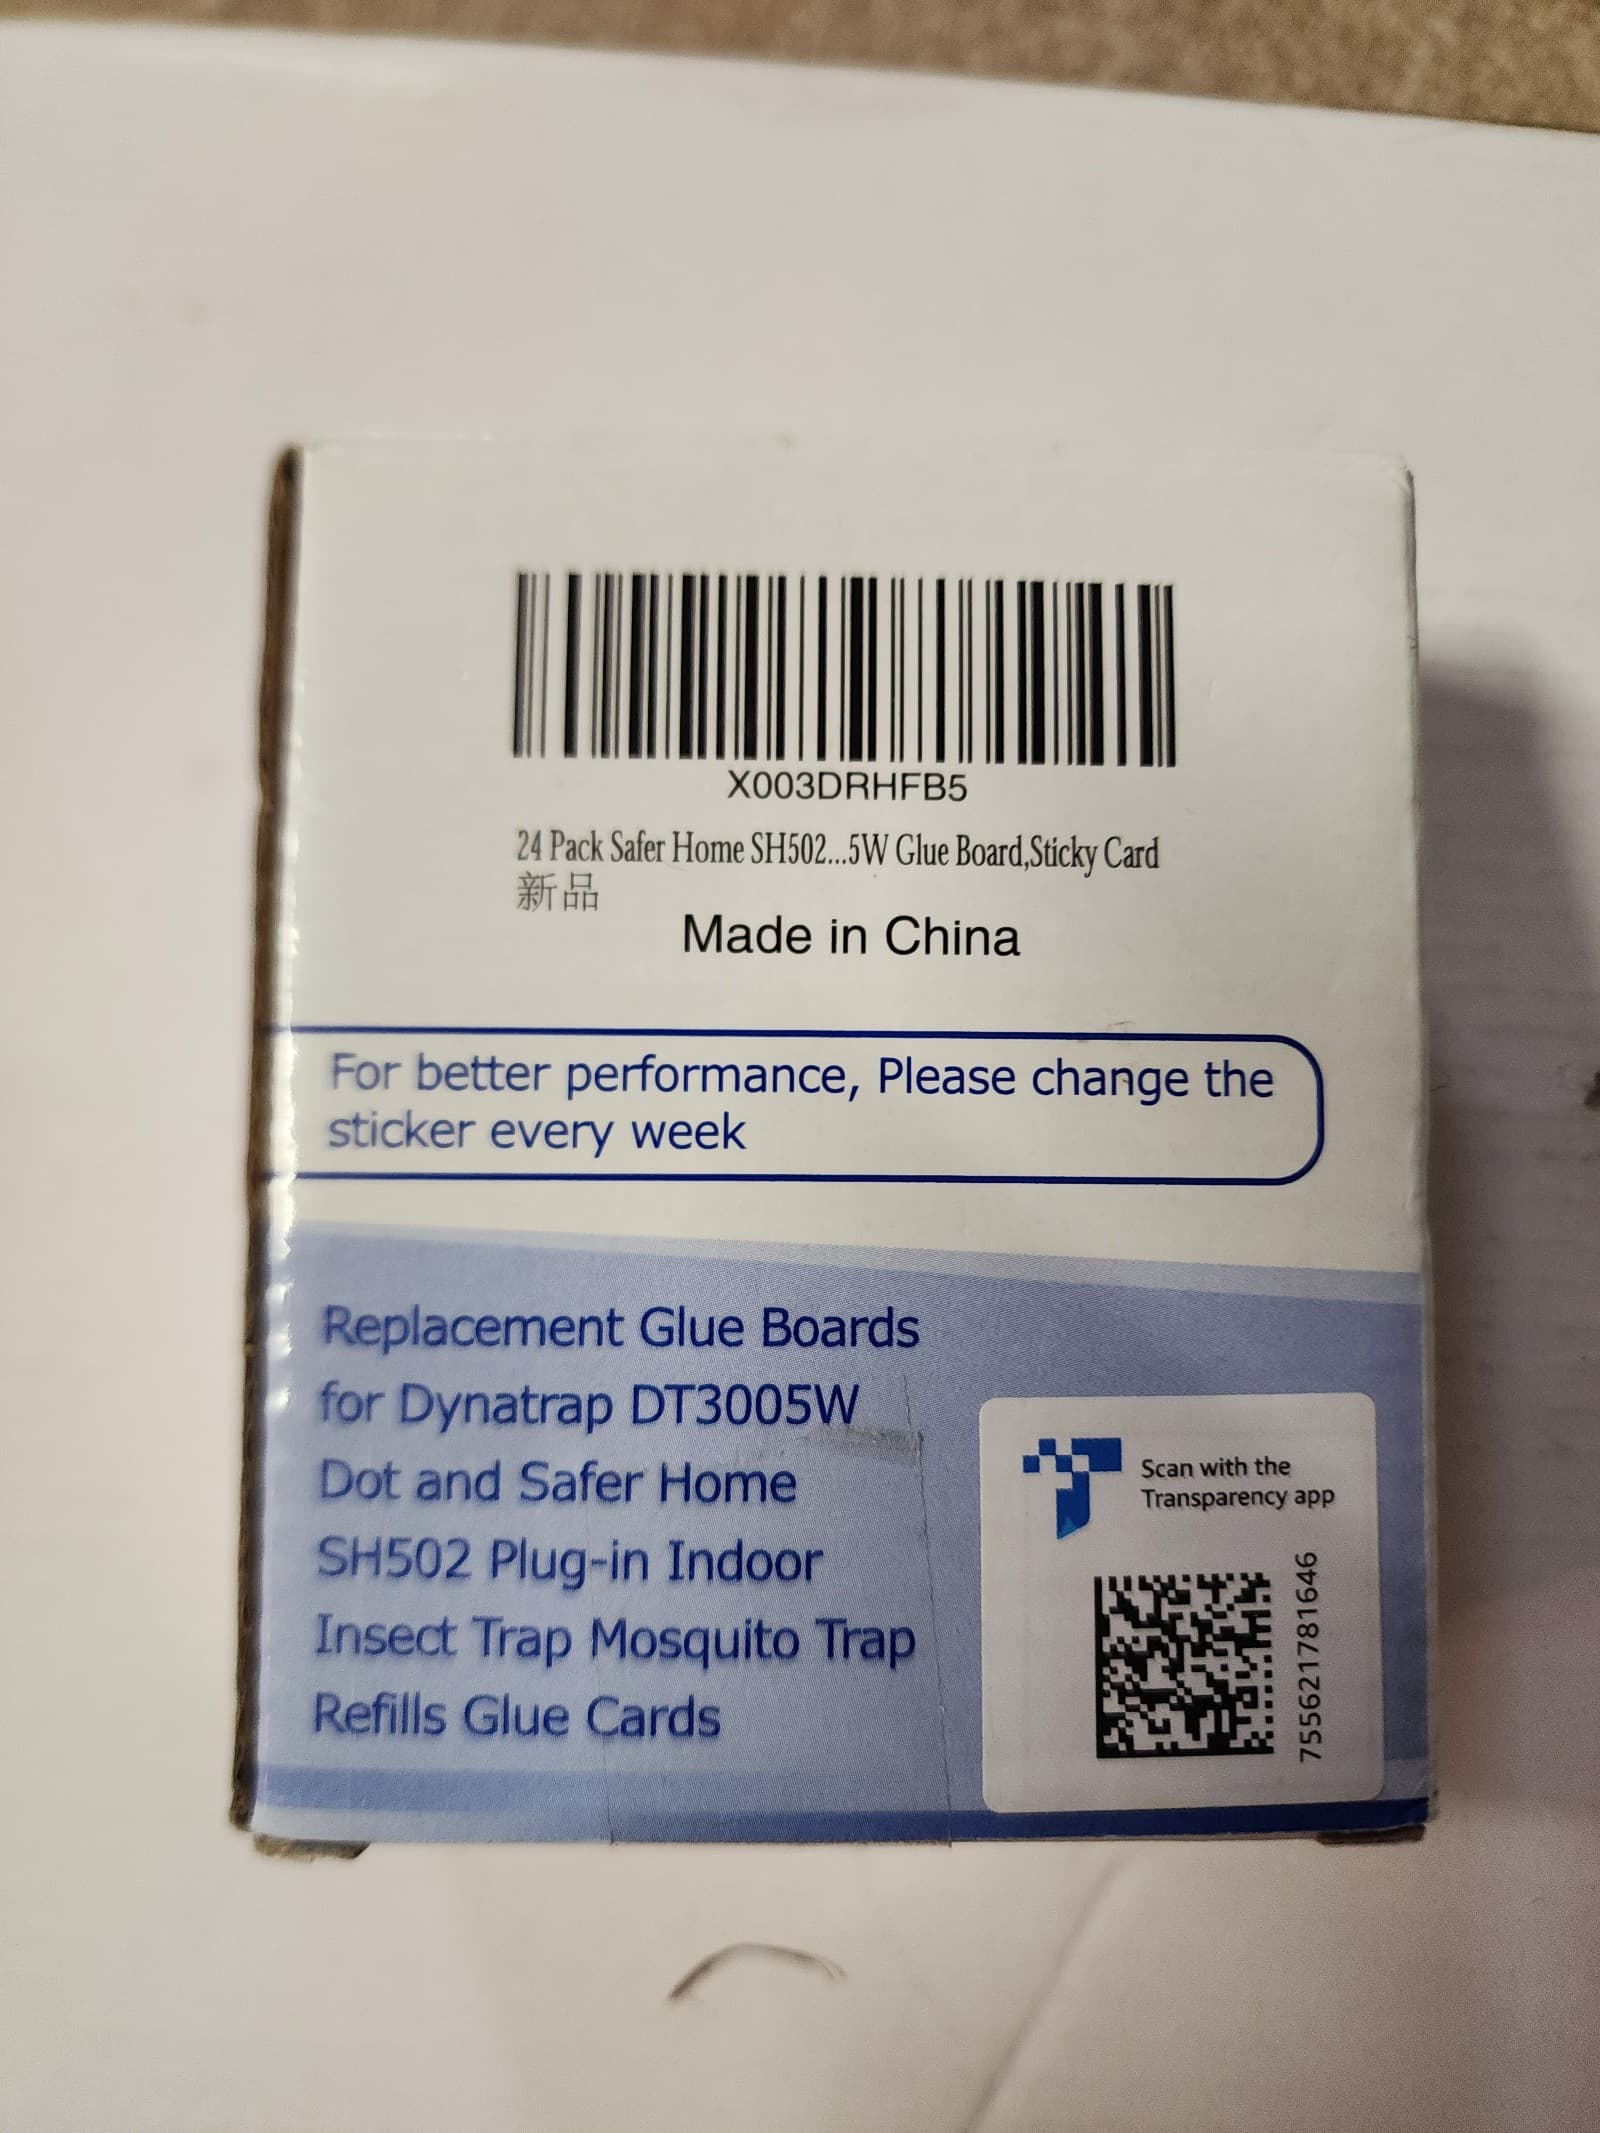 X003DRHFB5
24 Pack Safer Home SH502...5W Glue Board,Sticky Card
新品
Made in China
For better performance, Please change the
sticker every week
Replacement Glue Boards
for Dynatrap DT3005W
Dot and Safer Home
SH502 Plug-in Indoor
Insect Trap Mosquito Trap
Refills Glue Cards
Scan with the
Transparency app
755621781646